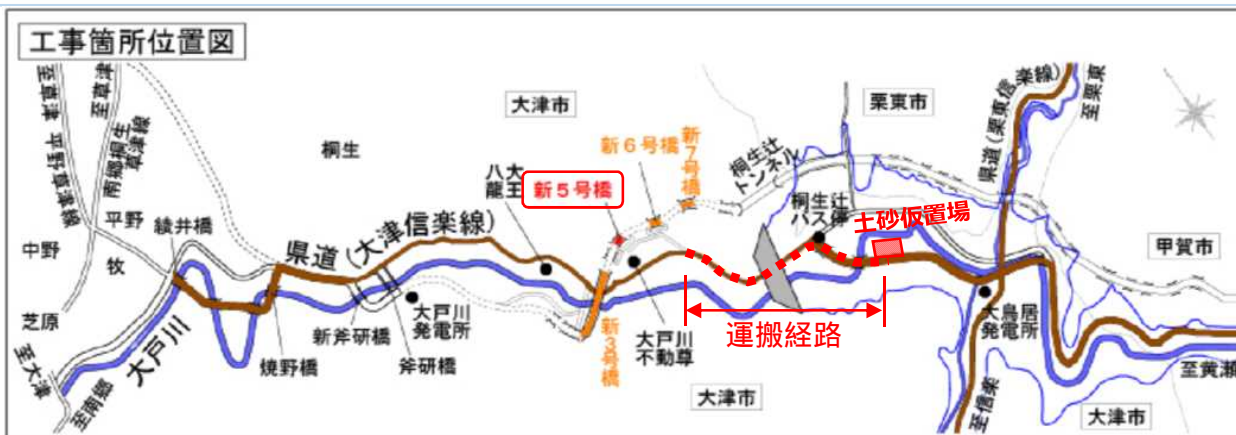 工事箇所位置図
至草津
平野草津線
至草津
南郷桐生
草津線
大津市
桐生
栗東市
県道(栗東信楽線)
至栗東
八大
龍王
新5号橋
新6号橋
新7号橋
桐生辻
トンネル
桐生辻
バス停
土砂仮置場
甲賀市
中野
平野
牧
綾井橋
県道(大津信楽線)
芝原
至大津
至南郷
大戸川
焼野橋
新斧研橋
斧研橋
大戸川
発電所
新3号橋
大戸川
不動尊
運搬経路
大津市
大鳥居
発電所
至信楽
至黄瀬
大津市